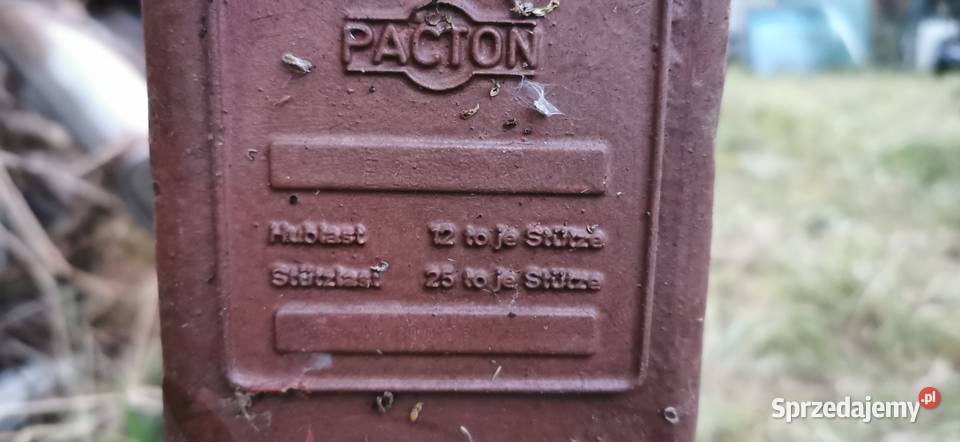 PACTON
Hublast 12 to je Stütze
Stützlast 25 to je Stütze
Sprzedajemy.pl